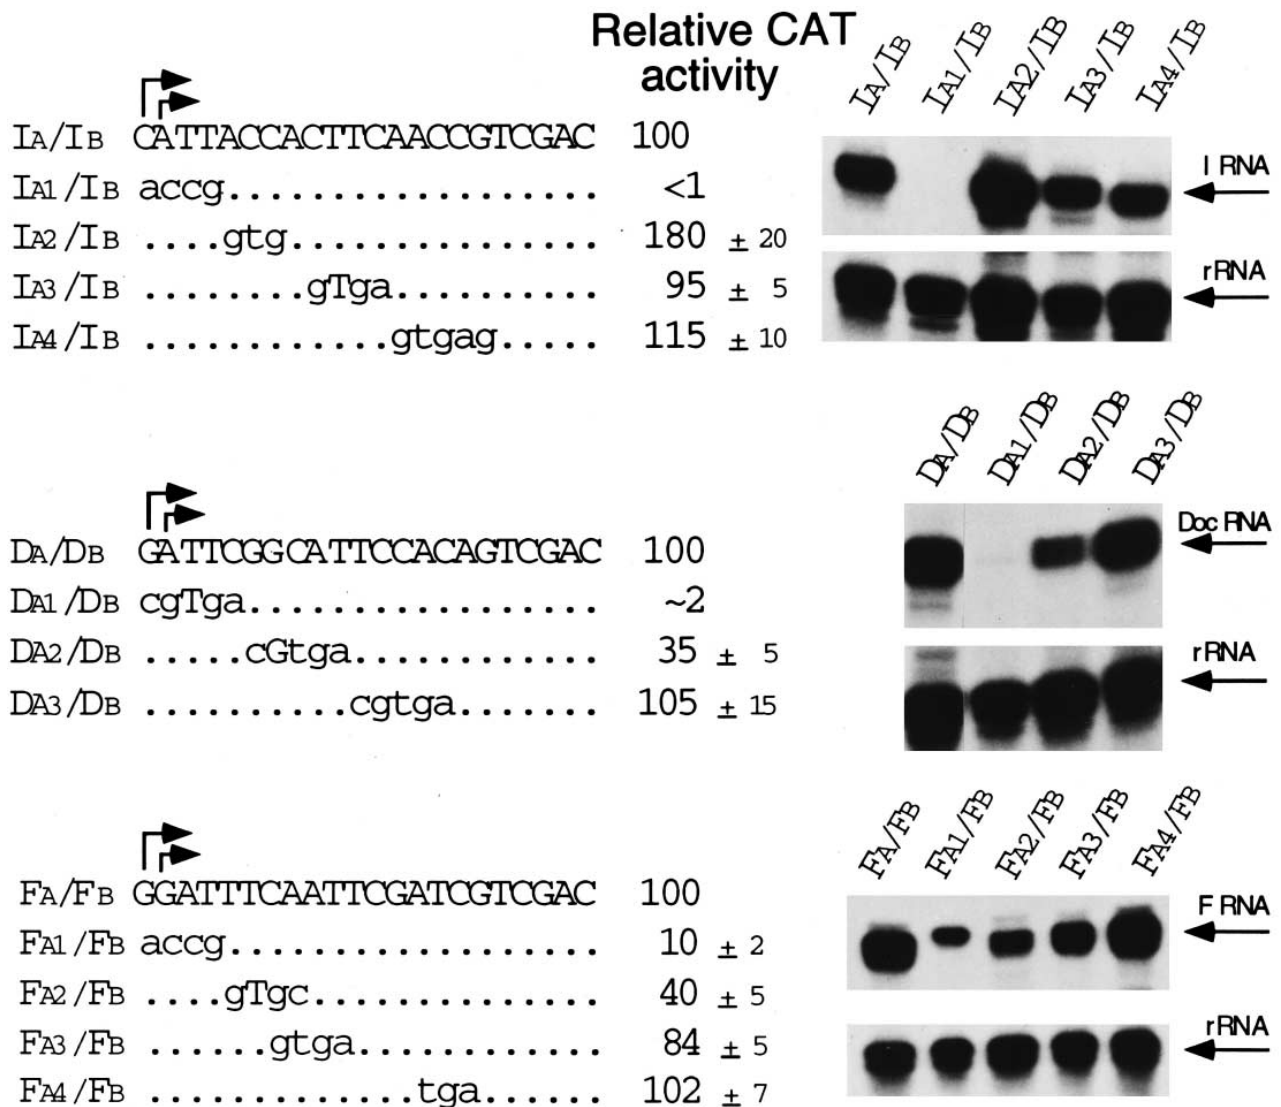 Relative CAT
activity
IA/IB CATTACCACTTCAACCGTCGAC 100
IA1/IB accg.................. <1
IA2/IB ....gtg............... 180 ± 20
IA3/IB ........gTga.......... 95 ± 5
IA4/IB ............gtgag..... 115 ± 10
IA/IB IA1/IB IA2/IB IA3/IB IA4/IB
I RNA
rRNA
DA/DB GATTCGGCATTCCACAGTCGAC 100
DA1/DB cgTga................. ~2
DA2/DB .....cGtga............ 35 ± 5
DA3/DB ..........cgtga....... 105 ± 15
DA/DB DA1/DB DA2/DB DA3/DB
Doc RNA
rRNA
FA/FB GGATTTCAATTCGATCGTCGAC 100
FA1/FB accg.................. 10 ± 2
FA2/FB ....gTgc.............. 40 ± 5
FA3/FB ......gtga............ 84 ± 5
FA4/FB .............tga...... 102 ± 7
FA/FB FA1/FB FA2/FB FA3/FB FA4/FB
F RNA
rRNA